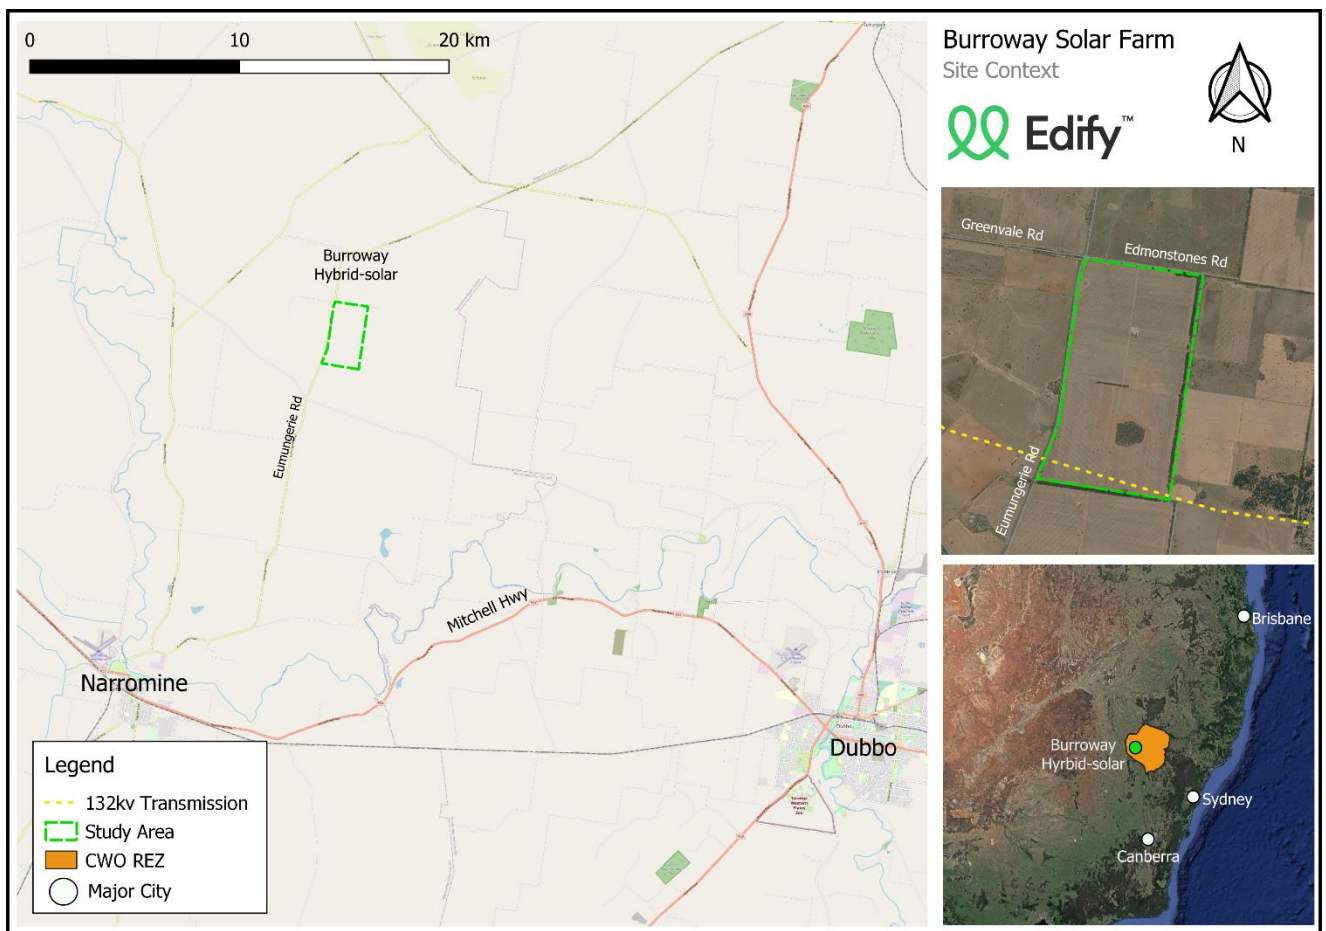 0 10 20 km
Burroway
Hybrid-solar
Eumungerie Rd
Mitchell Hwy
Narromine
Dubbo
Legend
132kv Transmission
Study Area
CWO REZ
Major City
Burroway Solar Farm
Site Context
Edify™
N
Greenvale Rd
Edmonstones Rd
Eumungerie Rd
Brisbane
Burroway
Hyrbid-solar
Sydney
Canberra